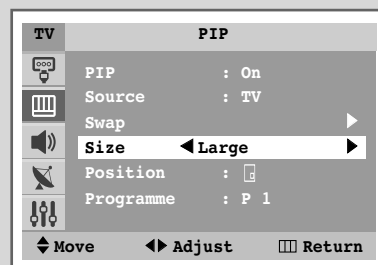 TV PIP
PIP : On
Source : TV
Swap
Size Large
Position :
Programme : P 1
Move Adjust Return